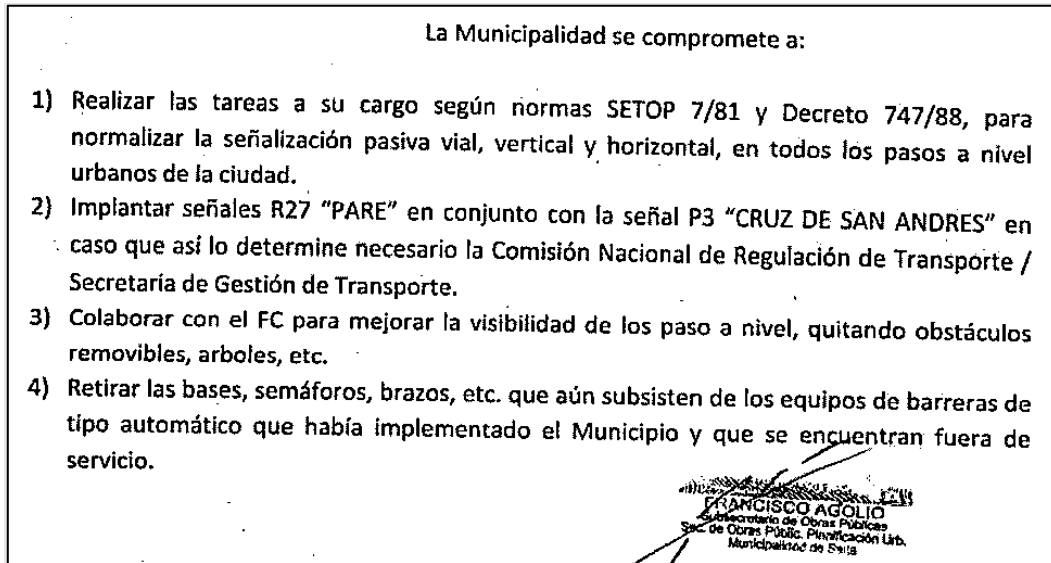 La Municipalidad se compromete a:
1) Realizar las tareas a su cargo según normas SETOP 7/81 y Decreto 747/88, para
normalizar la señalización pasiva vial, vertical y horizontal, en todos los pasos a nivel
urbanos de la ciudad.
2) Implantar señales R27 “PARE” en conjunto con la señal P3 “CRUZ DE SAN ANDRES” en
caso que así lo determine necesario la Comisión Nacional de Regulación de Transporte /
Secretaría de Gestión de Transporte.
3) Colaborar con el FC para mejorar la visibilidad de los paso a nivel, quitando obstáculos
removibles, arboles, etc.
4) Retirar las bases, semáforos, brazos, etc. que aún subsisten de los equipos de barreras de
tipo automático que había implementado el Municipio y que se encuentran fuera de
servicio.
FRANCISCO AGOLIO
Subsecretario de Obras Públicas
Sec. de Obras Públic. Planificación Urb.
Municipalidad de Salta